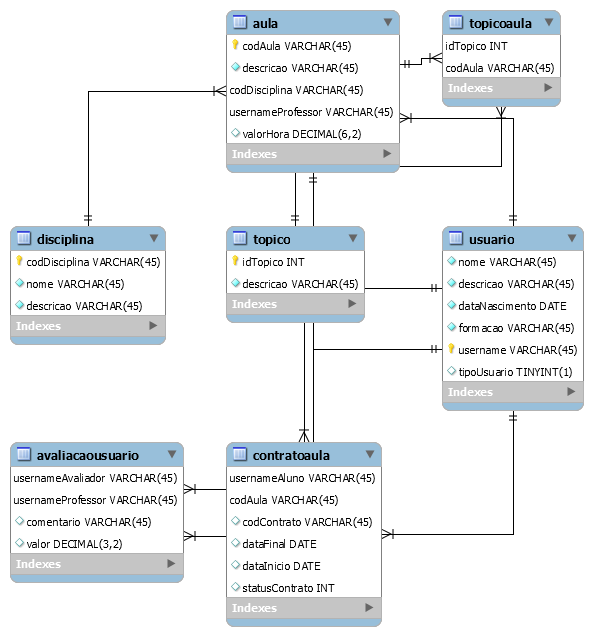 aula
codAula VARCHAR(45)
descricao VARCHAR(45)
codDisciplina VARCHAR(45)
usernameProfessor VARCHAR(45)
valorHora DECIMAL(6,2)
Indexes
topicoaula
idTopico INT
codAula VARCHAR(45)
Indexes
disciplina
codDisciplina VARCHAR(45)
nome VARCHAR(45)
descricao VARCHAR(45)
Indexes
topico
idTopico INT
descricao VARCHAR(45)
Indexes
usuario
nome VARCHAR(45)
descricao VARCHAR(45)
dataNascimento DATE
formacao VARCHAR(45)
username VARCHAR(45)
tipoUsuario TINYINT(1)
Indexes
avaliacaousuario
usernameAvaliador VARCHAR(45)
usernameProfessor VARCHAR(45)
comentario VARCHAR(45)
valor DECIMAL(3,2)
Indexes
contratoaula
usernameAluno VARCHAR(45)
codAula VARCHAR(45)
codContrato VARCHAR(45)
dataFinal DATE
dataInicio DATE
statusContrato INT
Indexes